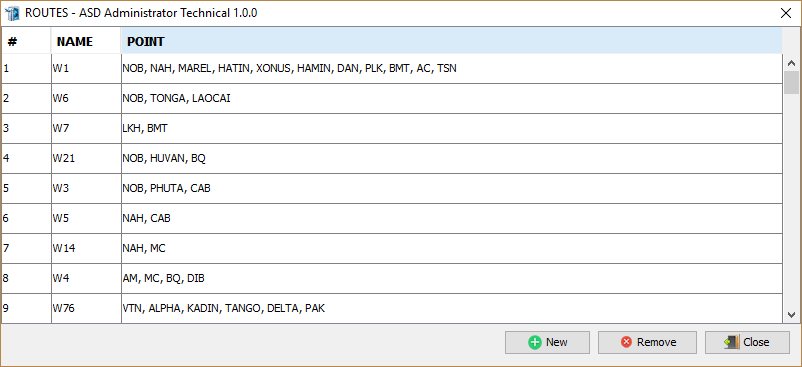 ROUTES - ASD Administrator Technical 1.0.0
# NAME POINT
1 W1 NOB, NAH, MAREL, HATIN, XONUS, HAMIN, DAN, PLK, BMT, AC, TSN
2 W6 NOB, TONGA, LAOCAI
3 W7 LKH, BMT
4 W21 NOB, HUVAN, BQ
5 W3 NOB, PHUTA, CAB
6 W5 NAH, CAB
7 W14 NAH, MC
8 W4 AM, MC, BQ, DIB
9 W76 VTN, ALPHA, KADIN, TANGO, DELTA, PAK
New Remove Close